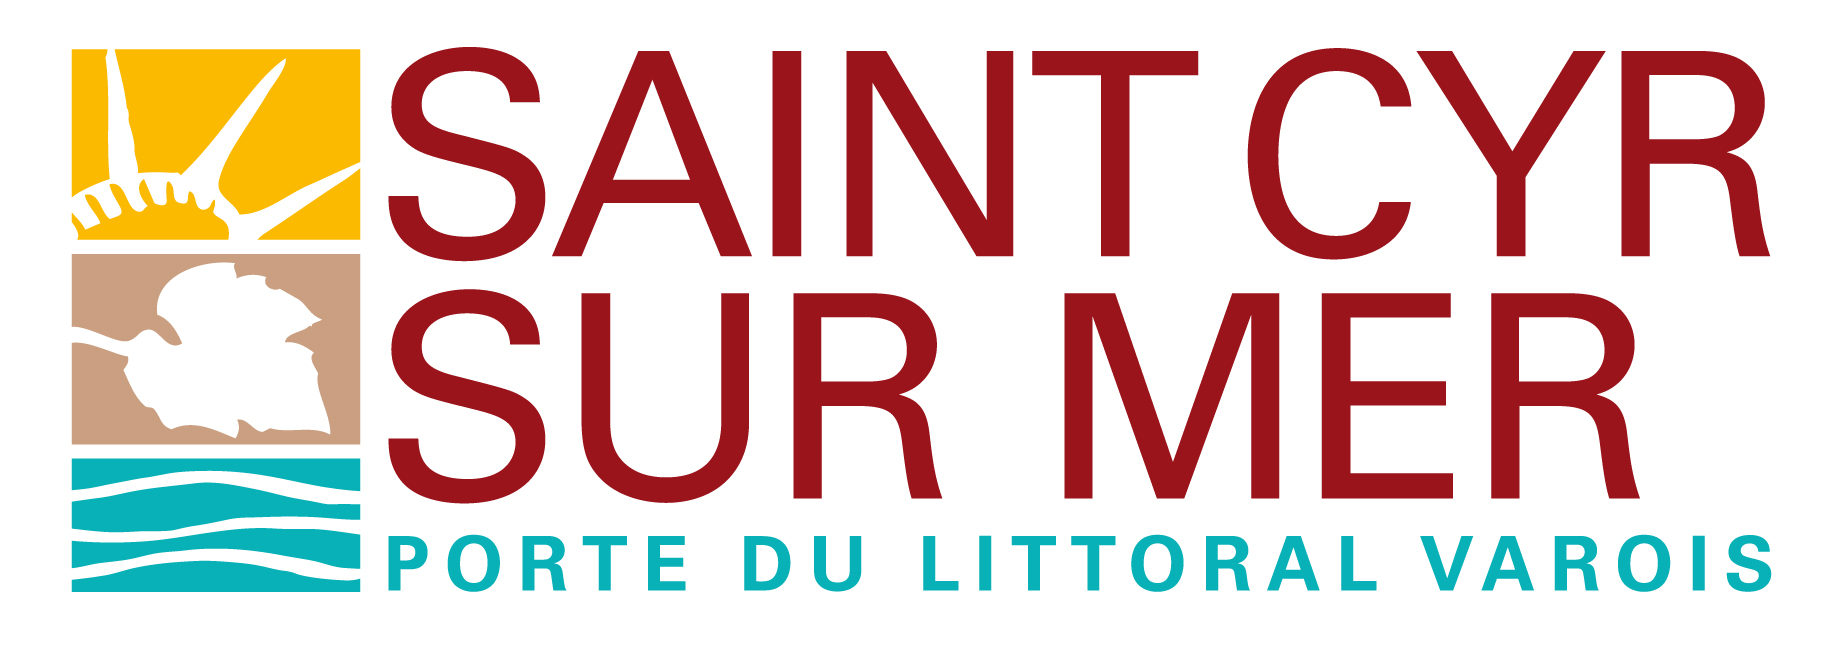 SAINT CYR
SUR MER
PORTE DU LITTORAL VAROIS